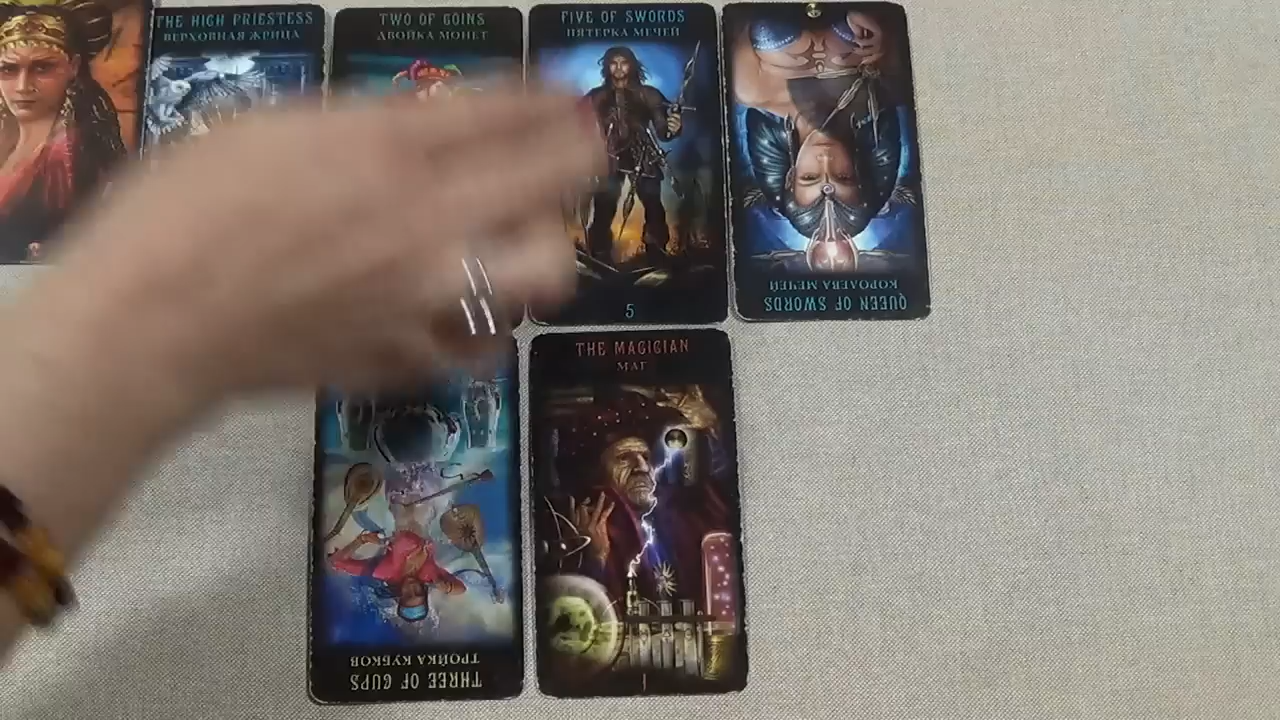 THE HIGH PRIESTESS
ВЕРХОВНАЯ ЖРИЦА
TWO OF COINS
ДВОЙКА МОНЕТ
FIVE OF SWORDS
ПЯТЕРКА МЕЧЕЙ
5
КОРОЛЕВА МЕЧЕЙ
QUEEN OF SWORDS
THE MAGICIAN
МАГ
I
ТРОЙКА КУБКОВ
THREE OF CUPS